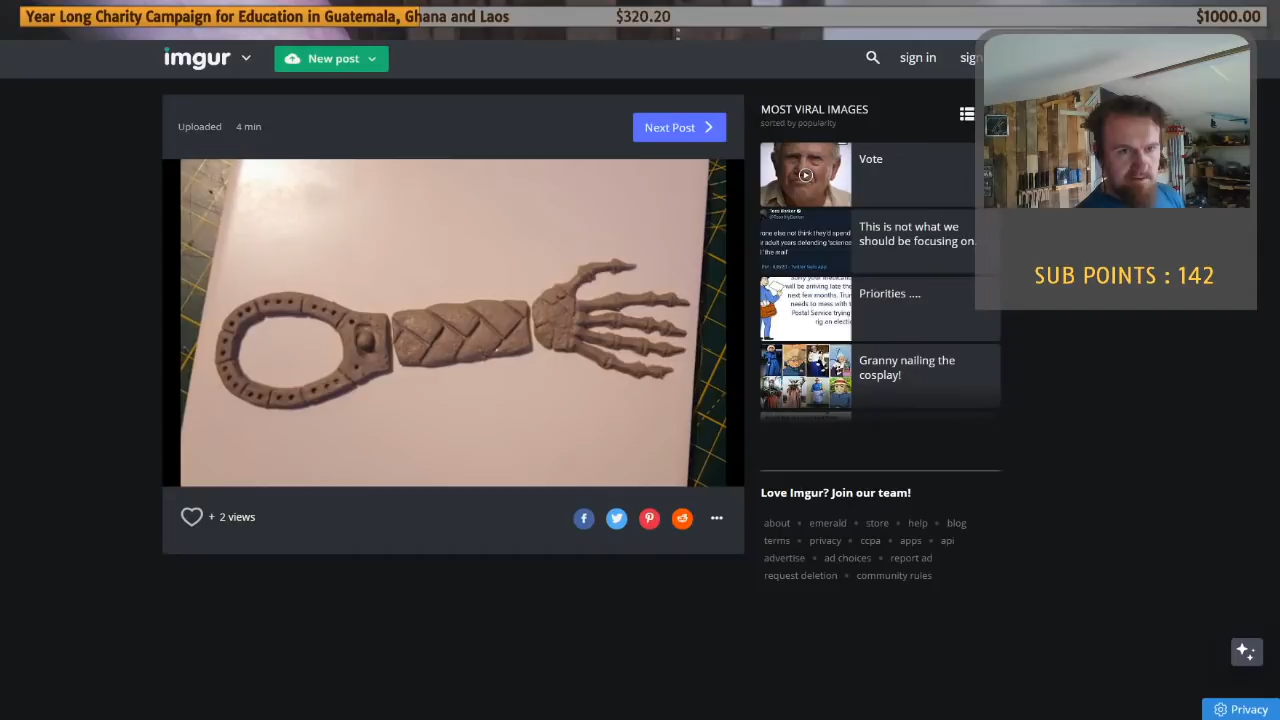 Year Long Charity Campaign for Education in Guatemala, Ghana and Laos $320.20 $1000.00
imgur New post sign in sign
Uploaded 4 min Next Post
MOST VIRAL IMAGES
sorted by popularity
Vote
This is not what we
should be focusing on.
Priorities ....
Granny nailing the
cosplay!
SUB POINTS : 142
+ 2 views
Love Imgur? Join our team!
about emerald store help blog
terms privacy ccpa apps api
advertise ad choices report ad
request deletion community rules
Privacy